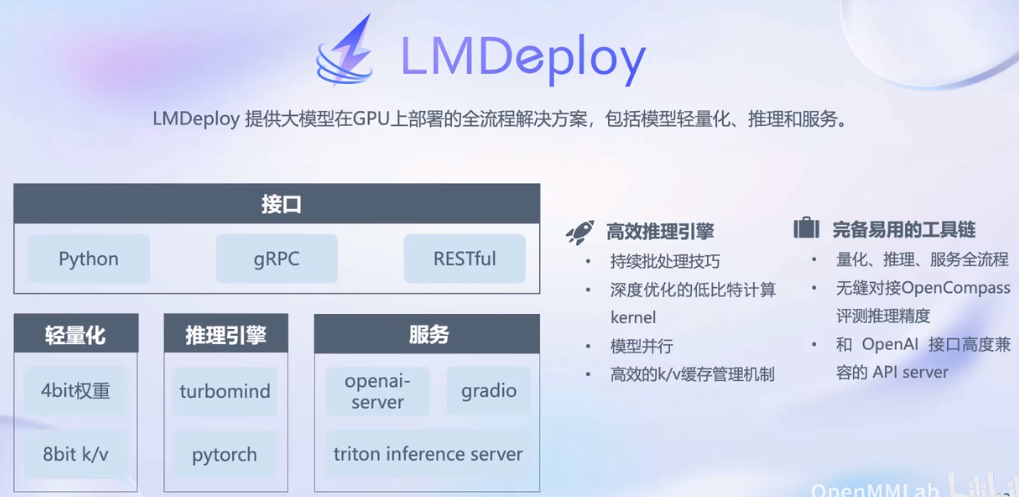 LMDeploy
LMDeploy 提供大模型在GPU上部署的全流程解决方案，包括模型轻量化、推理和服务。
接口
Python
gRPC
RESTful
轻量化
4bit权重
8bit k/v
推理引擎
turbomind
pytorch
服务
openai-
server
gradio
triton inference server
高效推理引擎
• 持续批处理技巧
• 深度优化的低比特计算
kernel
• 模型并行
• 高效的k/v缓存管理机制
完备易用的工具链
• 量化、推理、服务全流程
• 无缝对接OpenCompass
评测推理精度
• 和 OpenAI 接口高度兼
容的 API server
OpenMMLab